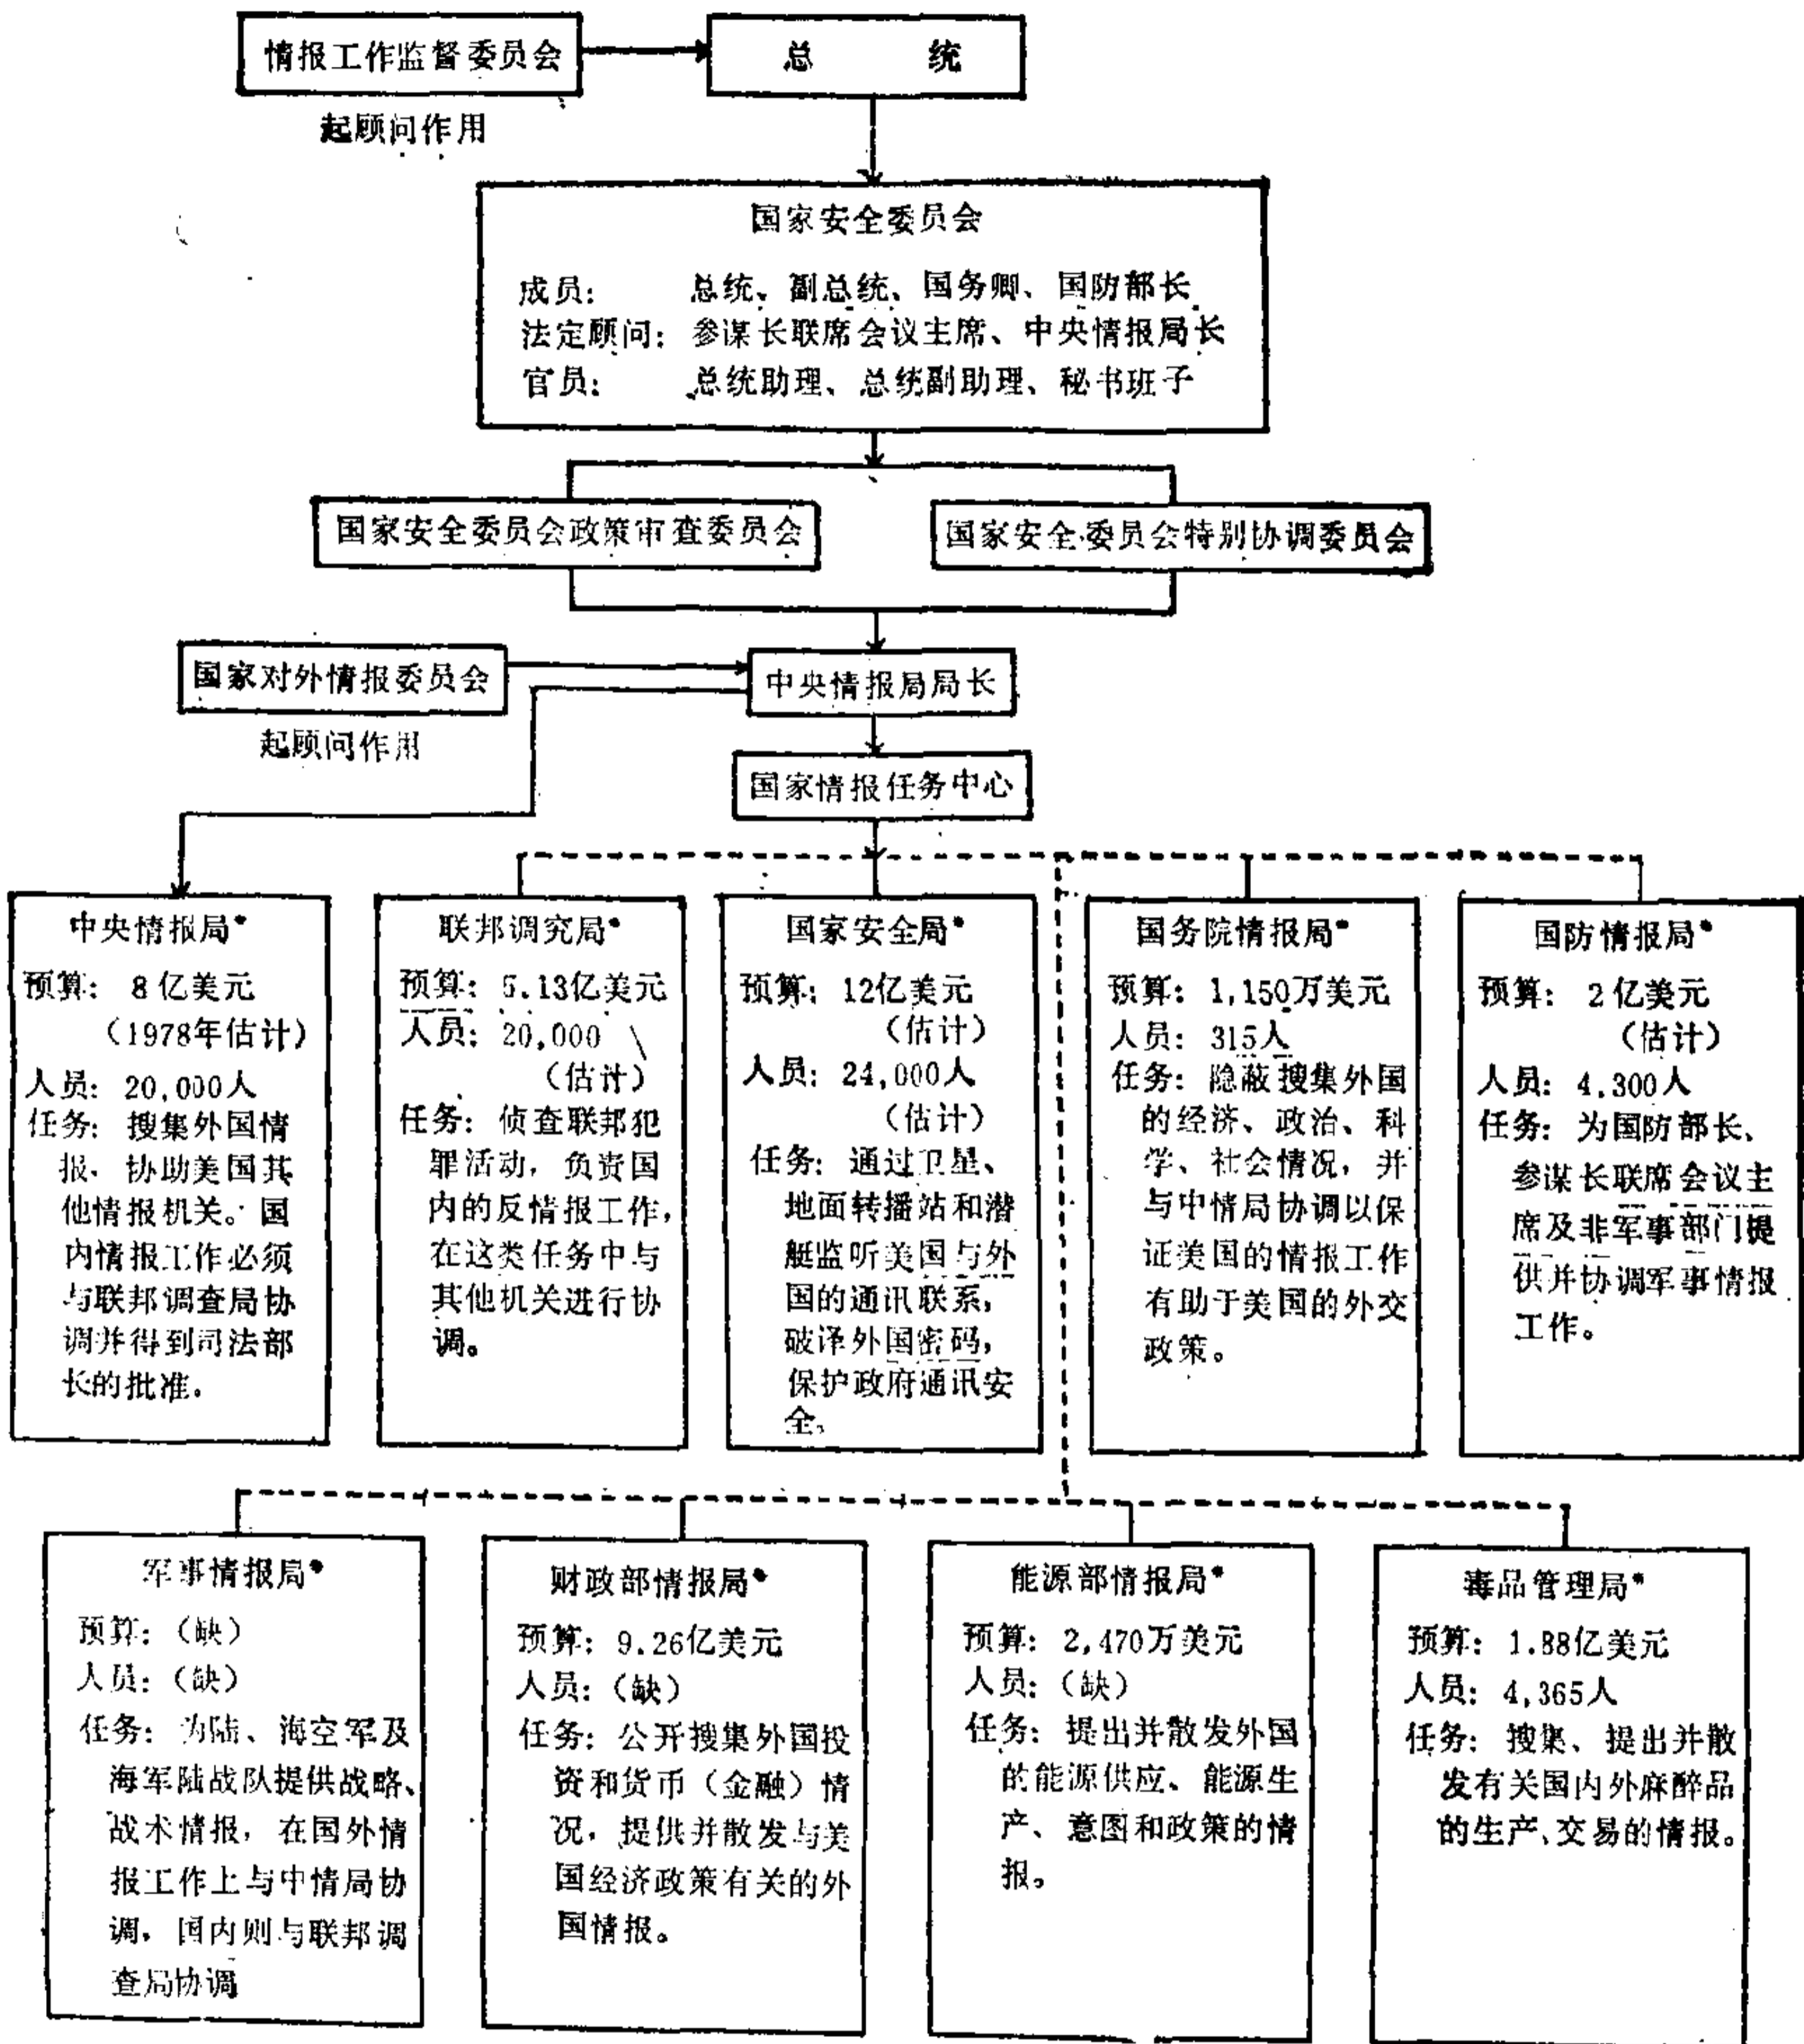 情报工作监督委员会
总 统
起顾问作用
国家安全委员会
成员： 总统、副总统、国务卿、国防部长
法定顾问：参谋长联席会议主席、中央情报局长
官员： 总统助理、总统副助理、秘书班子
国家安全委员会政策审查委员会
国家安全委员会特别协调委员会
国家对外情报委员会
中央情报局局长
起顾问作用
国家情报任务中心
中央情报局*
预算：8亿美元
（1978年估计）
人员：20,000人
任务：搜集外国情
报，协助美国其
他情报机关。国
内情报工作必须
与联邦调查局协
调并得到司法部
长的批准。
联邦调究局*
预算：5.13亿美元
人员：20,000
（估计）
任务：侦查联邦犯
罪活动，负责国
内的反情报工作，
在这类任务中与
其他机关进行协
调。
国家安全局*
预算：12亿美元
（估计）
人员：24,000人
（估计）
任务：通过卫星、
地面转播站和潜
艇监听美国与外
国的通讯联系，
破译外国密码，
保护政府通讯安
全。
国务院情报局*
预算：1,150万美元
人员：315人
任务：隐蔽搜集外国
的经济、政治、科
学、社会情况，并
与中情局协调以保
证美国的情报工作
有助于美国的外交
政策。
国防情报局*
预算：2亿美元
（估计）
人员：4,300人
任务：为国防部长、
参谋长联席会议主
席及非军事部门提
供并协调军事情报
工作。
军事情报局*
预算：（缺）
人员：（缺）
任务：为陆、海空军及
海军陆战队提供战略、
战术情报，在国外情
报工作上与中情局协
调，国内则与联邦调
查局协调
财政部情报局*
预算：9.26亿美元
人员：（缺）
任务：公开搜集外国投
资和货币（金融）情
况，提供并散发与美
国经济政策有关的外
国情报。
能源部情报局*
预算：2,470万美元
人员：（缺）
任务：提出并散发外国
的能源供应、能源生
产、意图和政策的情
报。
毒品管理局*
预算：1.88亿美元
人员：4,365人
任务：搜集、提出并散
发有关国内外麻醉品
的生产、交易的情报。